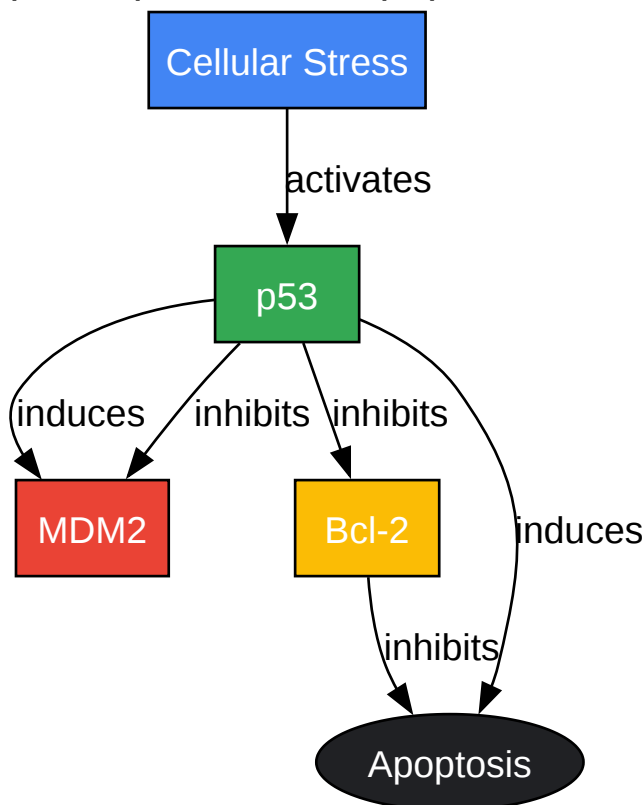 Cellular Stress
activates
p53
induces
inhibits
inhibits
MDM2
Bcl-2
induces
inhibits
Apoptosis